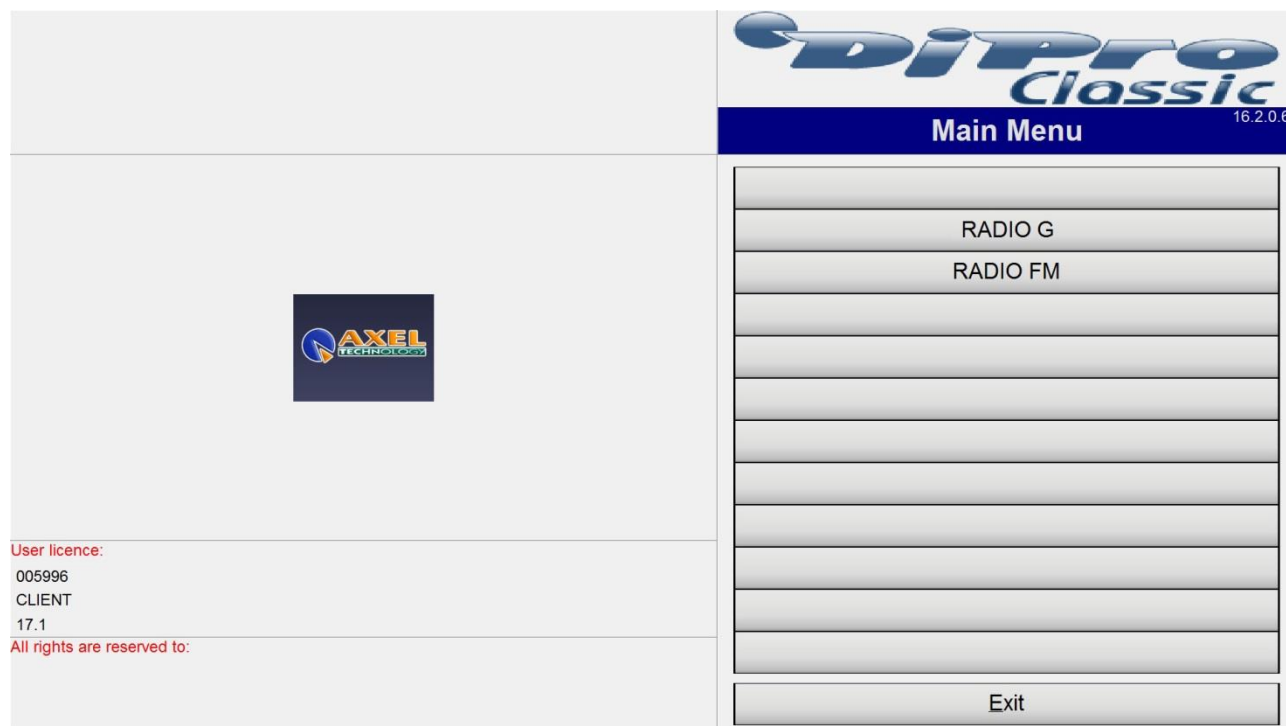 DjPro
Classic
Main Menu
16.2.0.6
RADIO G
RADIO FM
AXEL
TECHNOLOGY
User licence:
005996
CLIENT
17.1
All rights are reserved to:
Exit